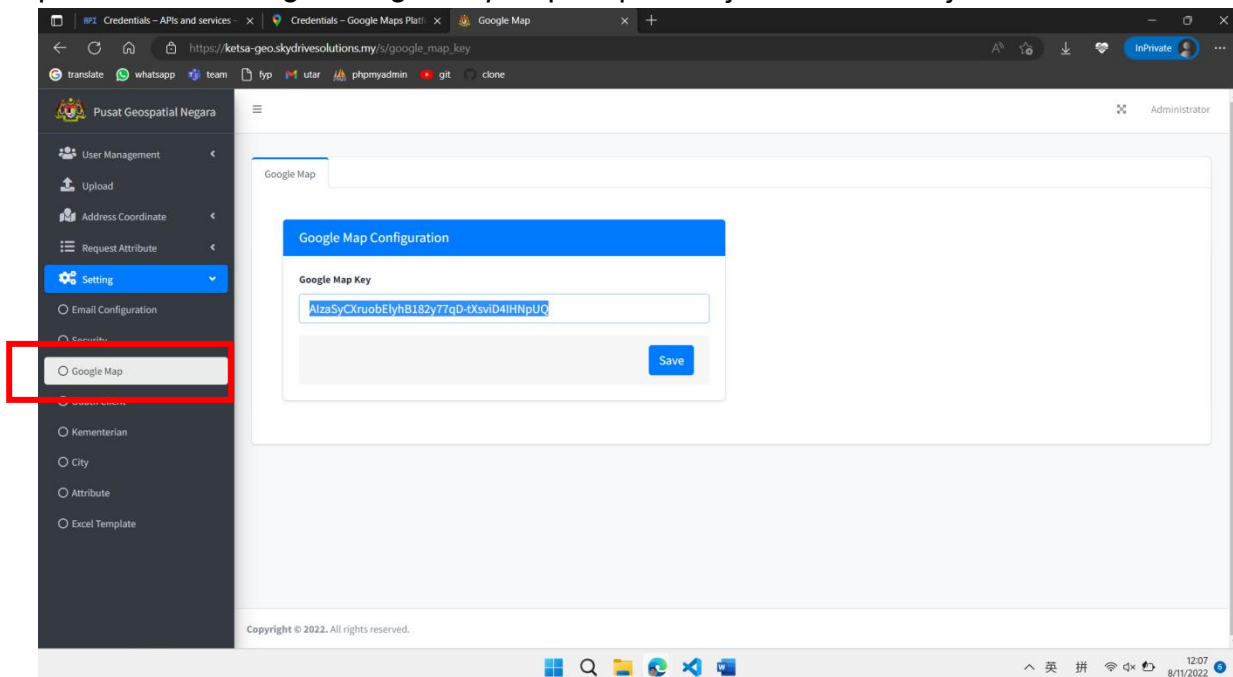 API Credentials – APIs and services –
Credentials – Google Maps Platf
Google Map
https://ketsa-geo.skydrivesolutions.my/s/google_map_key
InPrivate
translate whatsapp team fyp utar phpmyadmin git clone
Pusat Geospatial Negara
Administrator
User Management
Upload
Address Coordinate
Request Attribute
Setting
Email Configuration
Security
Google Map
Kementerian
City
Attribute
Excel Template
Google Map
Google Map Configuration
Google Map Key
Save
Copyright © 2022. All rights reserved.
英 拼
12:07
8/11/2022
6